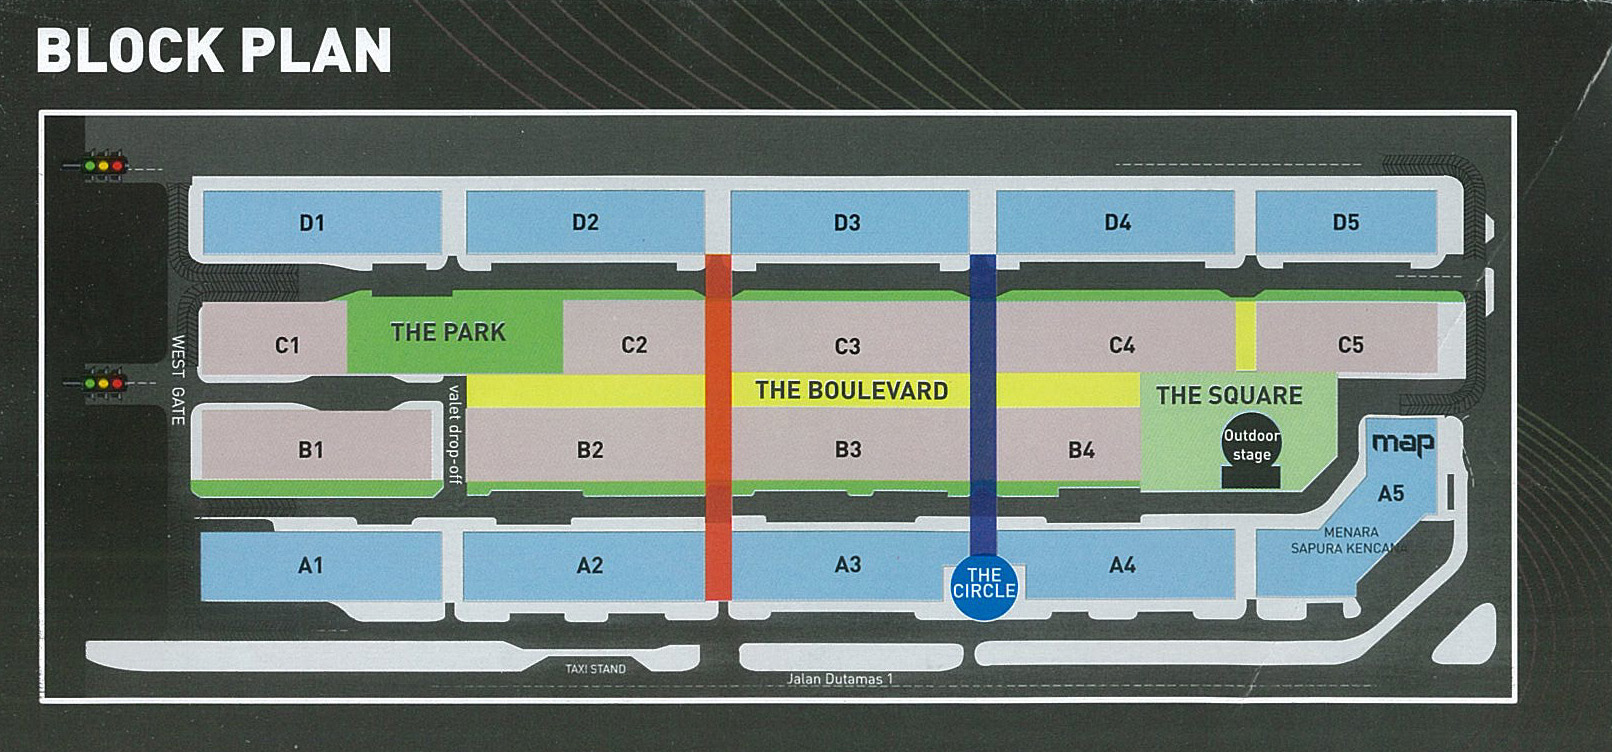 BLOCK PLAN
D1
D2
D3
D4
D5
THE PARK
C1
C2
C3
C4
C5
WEST GATE
valet drop-off
THE BOULEVARD
THE SQUARE
Outdoor
stage
B1
B2
B3
B4
map
A5
MENARA
SAPURA KENCANA
A1
A2
A3
A4
THE
CIRCLE
TAXI STAND
Jalan Dutamas 1